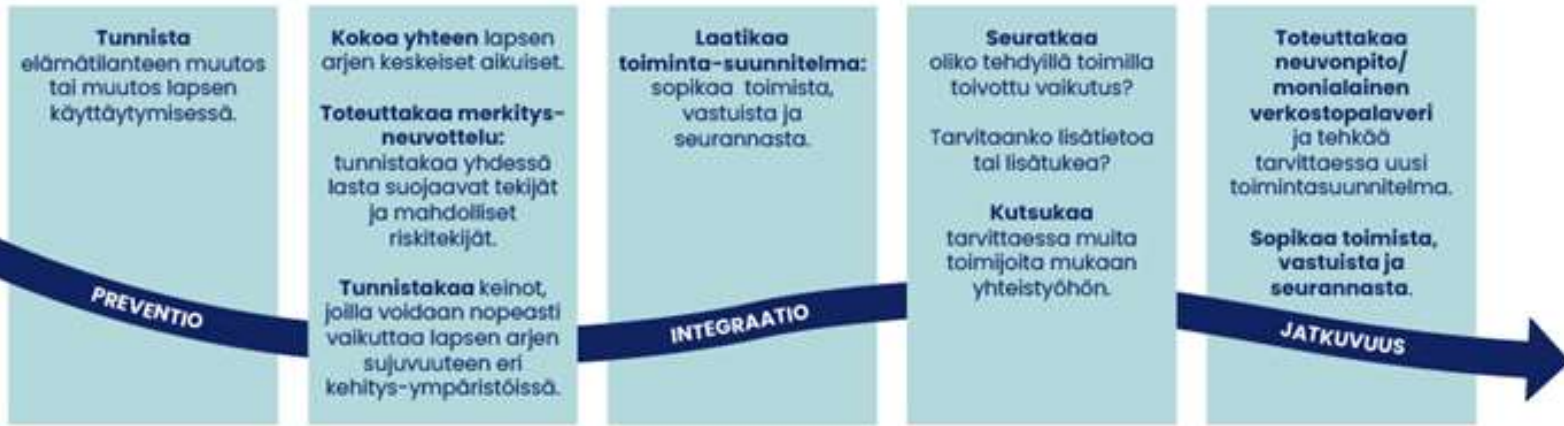 Tunnista
elämätilanteen muutos
tai muutos lapsen
käyttäytymisessä.
PREVENTIO
Kokoa yhteen lapsen
arjen keskeiset aikuiset.
Toteuttakaa merkitys-
neuvottelu:
tunnistakaa yhdessä
lasta suojaavat tekijät
ja mahdolliset
riskitekijät.
Tunnistakaa keinot,
joilla voidaan nopeasti
vaikuttaa lapsen arjen
sujuvuuteen eri
kehitys-ympäristöissä.
Laatikaa
toiminta-suunnitelma:
sopikaa toimista,
vastuista ja
seurannasta.
INTEGRAATIO
Seuratkaa
oliko tehdyillä toimilla
toivottu vaikutus?
Tarvitaanko lisätietoa
tai lisätukea?
Kutsukaa
tarvittaessa muita
toimijoita mukaan
yhteistyöhön.
Toteuttakaa
neuvonpito/
monialainen
verkostopalaveri
ja tehkää
tarvittaessa uusi
toimintasuunnitelma.
Sopikaa toimista,
vastuista ja
seurannasta.
JATKUVUUS